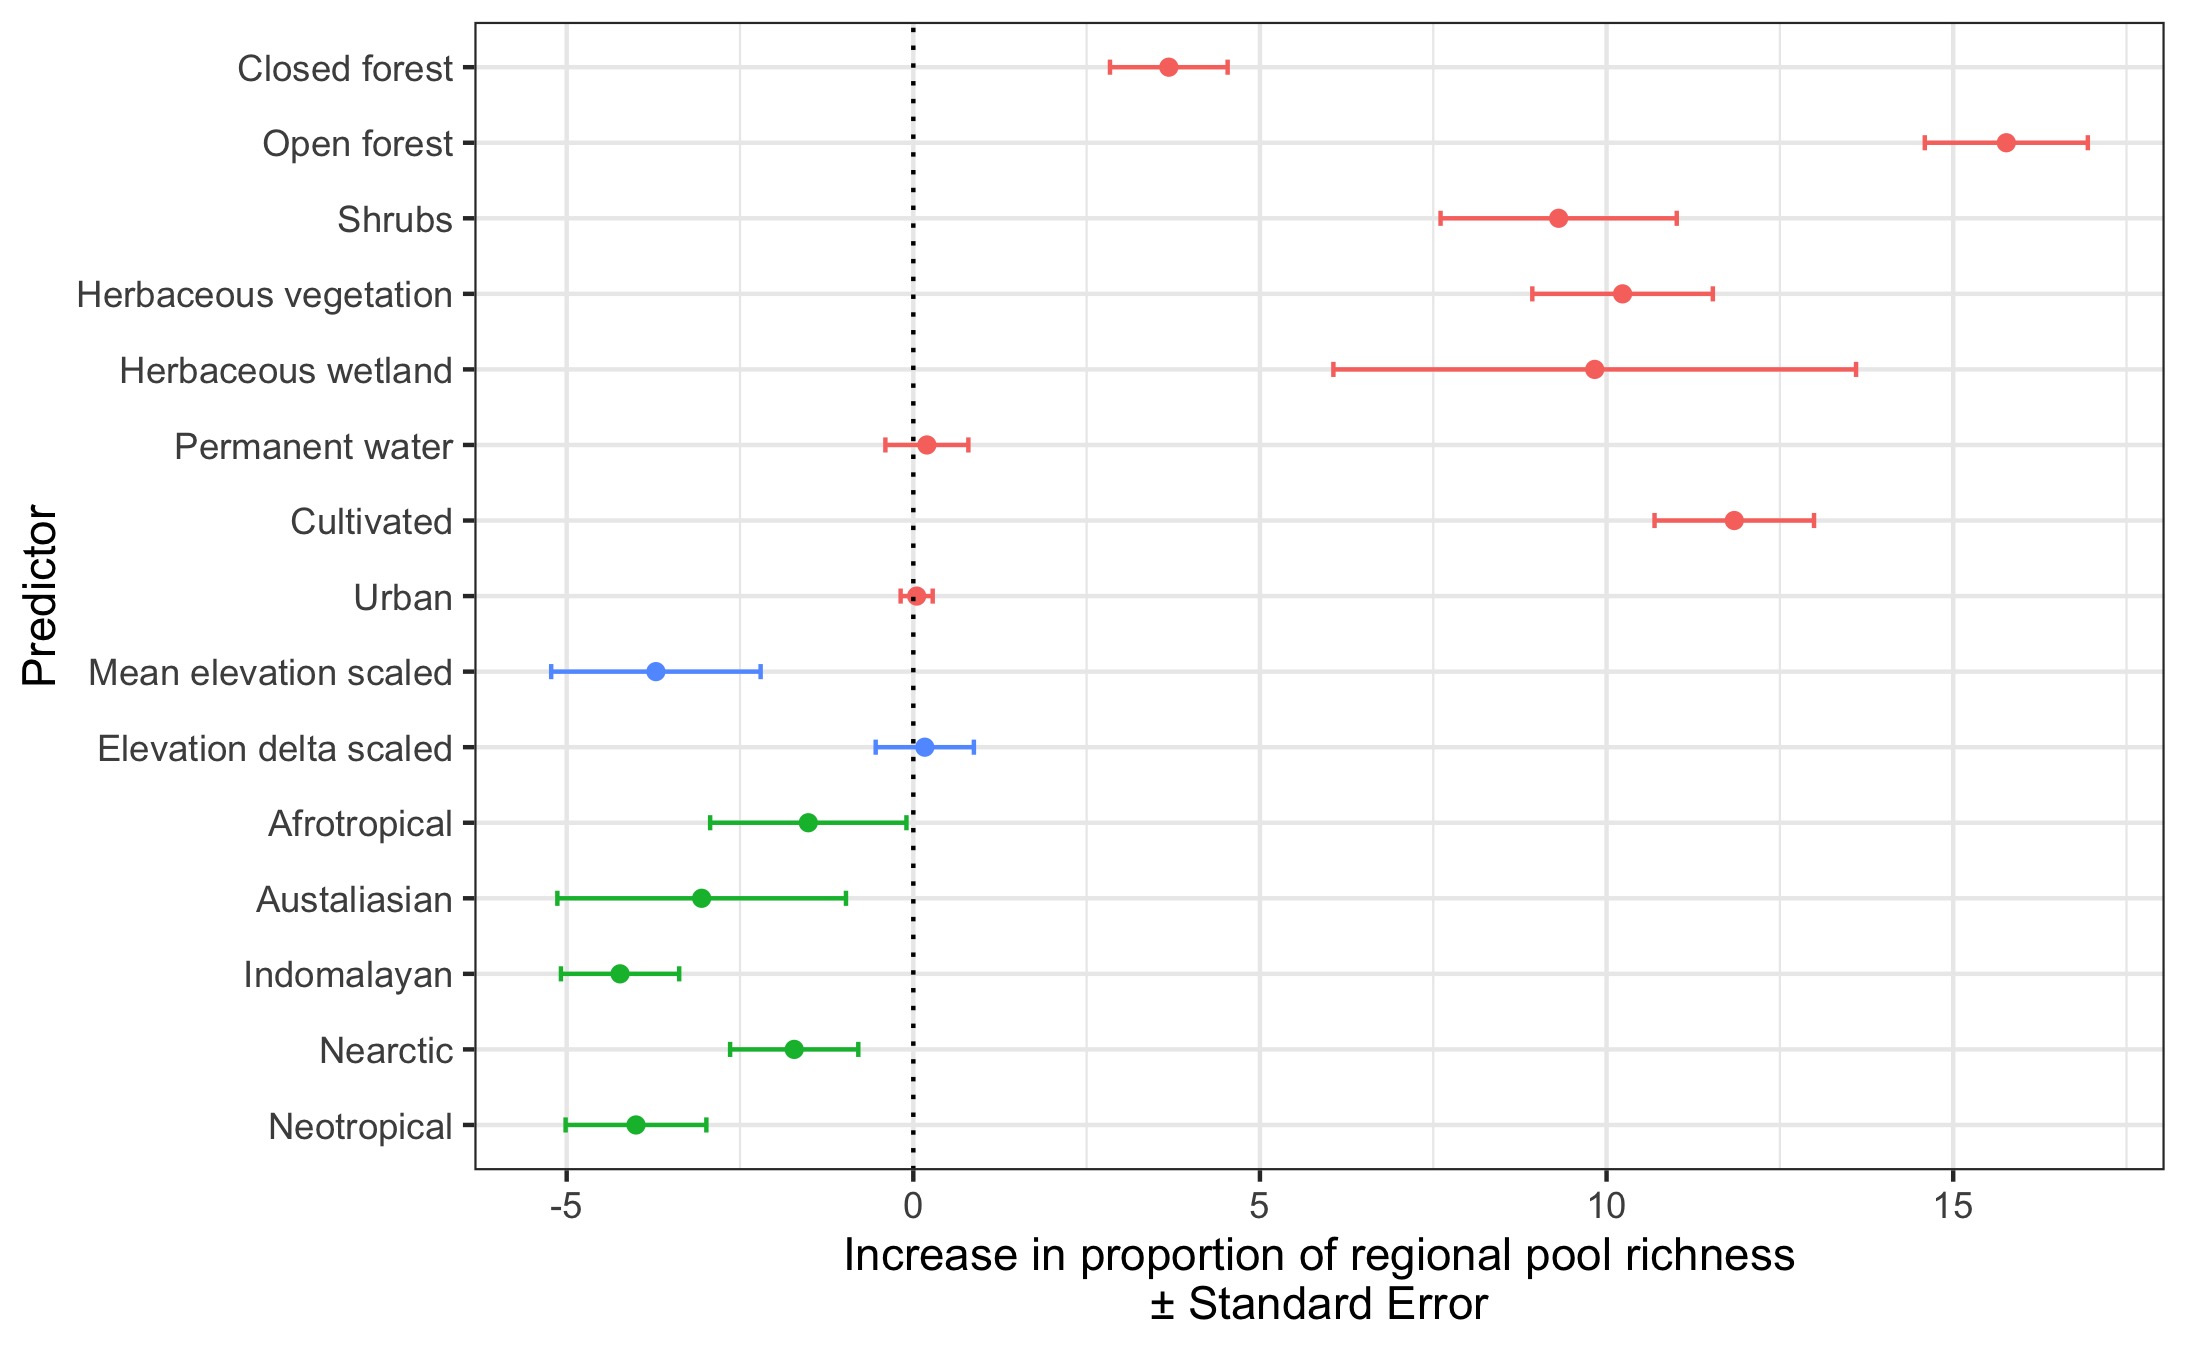 Closed forest
Open forest
Shrubs
Herbaceous vegetation
Herbaceous wetland
Permanent water
Cultivated
Urban
Mean elevation scaled
Elevation delta scaled
Afrotropical
Austaliasian
Indomalayan
Nearctic
Neotropical
Predictor
-5 0 5 10 15
Increase in proportion of regional pool richness
± Standard Error